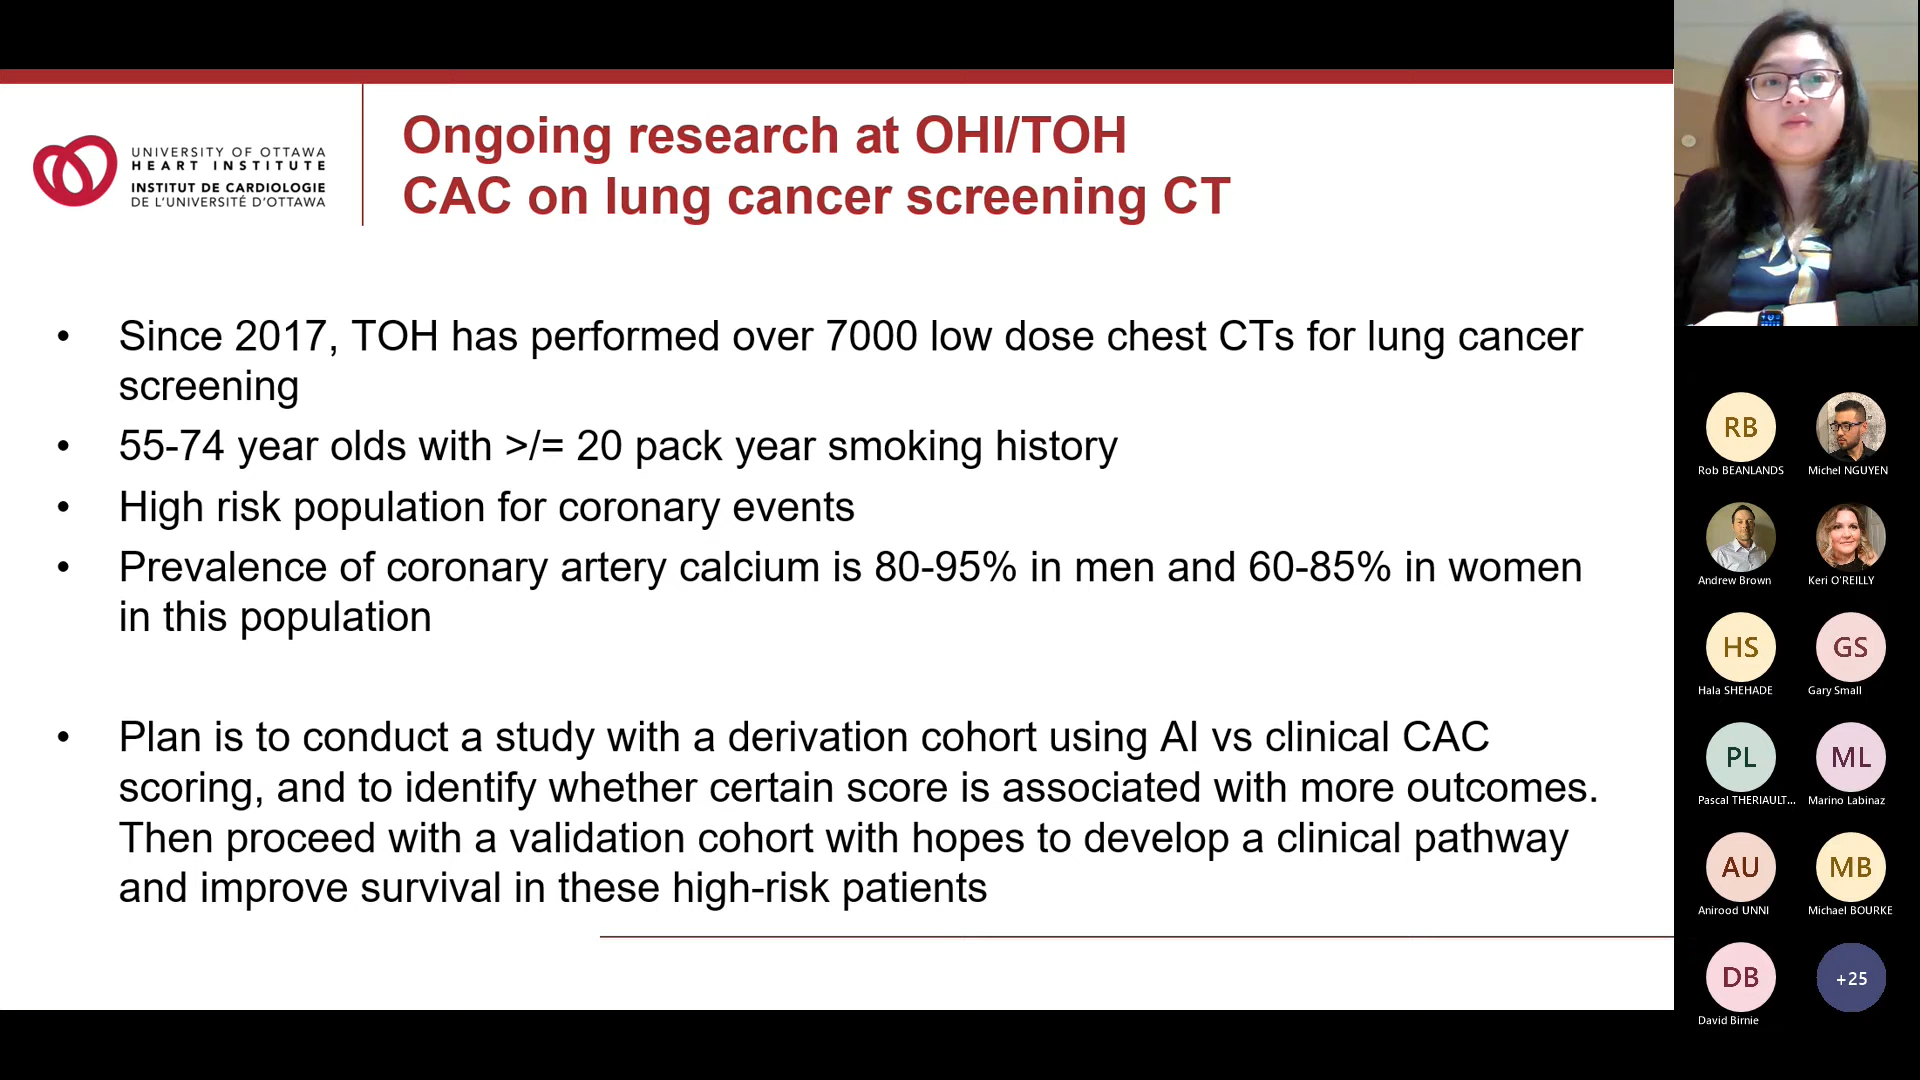 UNIVERSITY OF OTTAWA
HEART INSTITUTE
INSTITUT DE CARDIOLOGIE
DE L'UNIVERSITÉ D'OTTAWA
Ongoing research at OHI/TOH
CAC on lung cancer screening CT
• Since 2017, TOH has performed over 7000 low dose chest CTs for lung cancer
screening
• 55-74 year olds with >/= 20 pack year smoking history
• High risk population for coronary events
• Prevalence of coronary artery calcium is 80-95% in men and 60-85% in women
in this population
• Plan is to conduct a study with a derivation cohort using AI vs clinical CAC
scoring, and to identify whether certain score is associated with more outcomes.
Then proceed with a validation cohort with hopes to develop a clinical pathway
and improve survival in these high-risk patients
RB
Rob BEANLANDS
Michel NGUYEN
Andrew Brown
Keri O'REILLY
HS
Hala SHEHADE
GS
Gary Small
PL
Pascal THERIAULT...
ML
Marino Labinaz
AU
Anirood UNNI
MB
Michael BOURKE
DB
David Birnie
+25